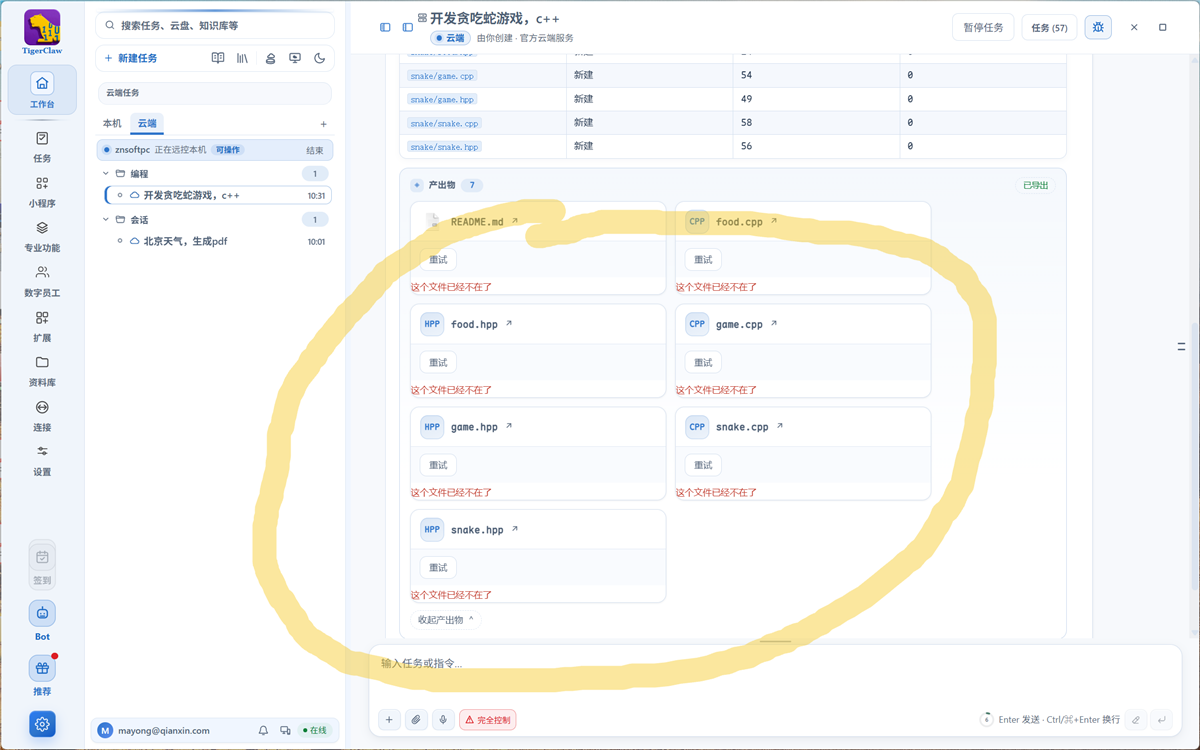 TigerClaw
工作台
任务
小程序
专业功能
数字员工
扩展
资料库
连接
设置
签到
Bot
推荐
搜索任务、云盘、知识库等
+ 新建任务
云端任务
本机 云端 +
znsoftpc 正在远控本机 可操作 结束
编程 1
开发贪吃蛇游戏，c++ 10:31
会话 1
北京天气，生成pdf 10:01
M mayong@qianxin.com 在线
开发贪吃蛇游戏，c++
云端 由你创建 · 官方云端服务
暂停任务 任务 (57)
snake/game.cpp 新建 54 0
snake/game.hpp 新建 49 0
snake/snake.cpp 新建 58 0
snake/snake.hpp 新建 56 0
产出物 7 已导出
README.md ↗
重试
这个文件已经不在了
CPP food.cpp ↗
重试
这个文件已经不在了
HPP food.hpp ↗
重试
这个文件已经不在了
CPP game.cpp ↗
重试
这个文件已经不在了
HPP game.hpp ↗
重试
这个文件已经不在了
CPP snake.cpp ↗
重试
这个文件已经不在了
HPP snake.hpp ↗
重试
这个文件已经不在了
收起产出物 ^
输入任务或指令...
+ 完全控制
6 Enter 发送 · Ctrl/⌘+Enter 换行